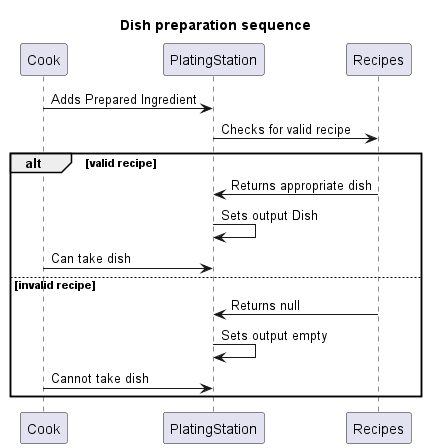 Dish preparation sequence
Cook PlatingStation Recipes
Adds Prepared Ingredient
Checks for valid recipe
alt [valid recipe]
Returns appropriate dish
Sets output Dish
Can take dish
[invalid recipe]
Returns null
Sets output empty
Cannot take dish
Cook PlatingStation Recipes